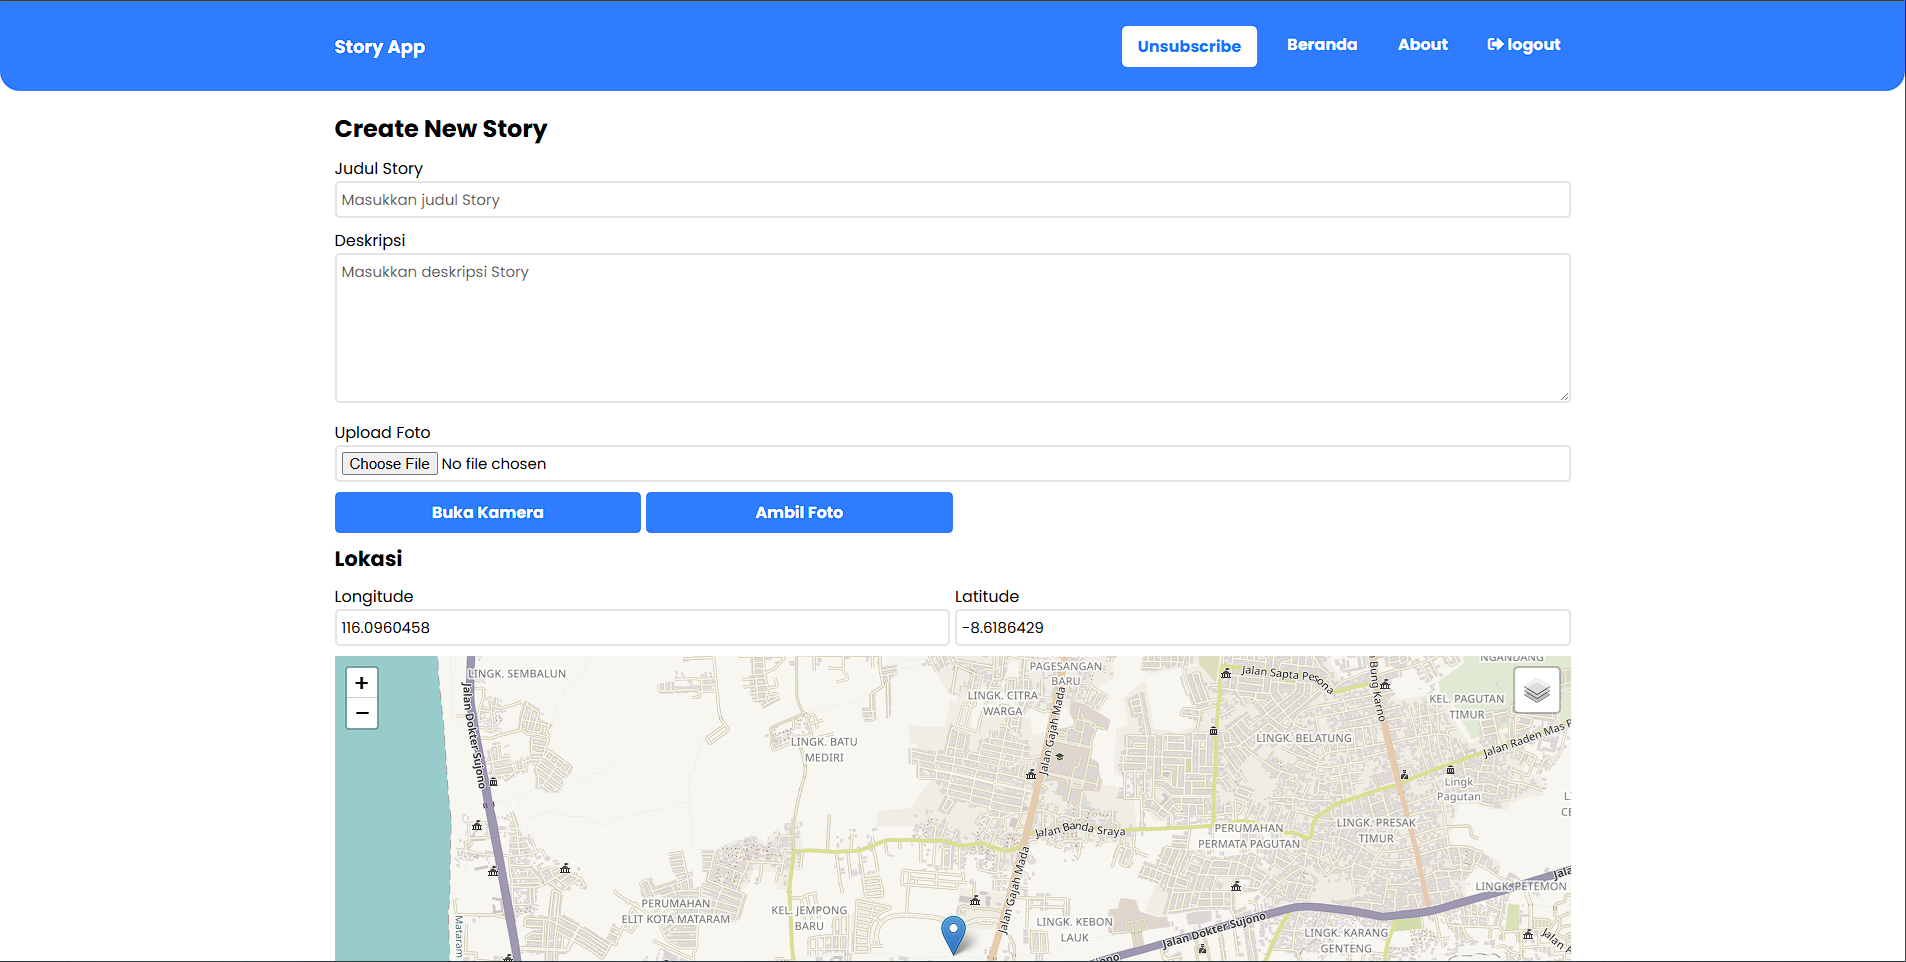 Story App
Unsubscribe
Beranda
About
logout
Create New Story
Judul Story
Masukkan judul Story
Deskripsi
Masukkan deskripsi Story
Upload Foto
Choose File No file chosen
Buka Kamera
Ambil Foto
Lokasi
Longitude
Latitude
116.0960458
-8.6186429
+
−
LINGK. SEMBALUN
Jalan Dokter Sujono
LINGK. BATU
MEDIRI
PAGESANGAN
BARU
LINGK. CITRA
WARGA
Jalan Gajah Mada
Jalan Sapta Pesona
Bung Karno
NGANDANG
KEL. PAGUTAN
TIMUR
LINGK. BELATUNG
Jalan Raden Mas P
Lingk
Pagutan
LINGK. PRESAK
TIMUR
Jalan Banda Sraya
PERUMAHAN
PERMATA PAGUTAN
Jalan Gajah Mada
LINGK. PETEMON
PERUMAHAN
ELIT KOTA MATARAM
KEL. JEMPONG
BARU
LINGK. KEBON
LAUK
Jalan Dokter Sujono
LINGK. KARANG
GENTENG
Mataram